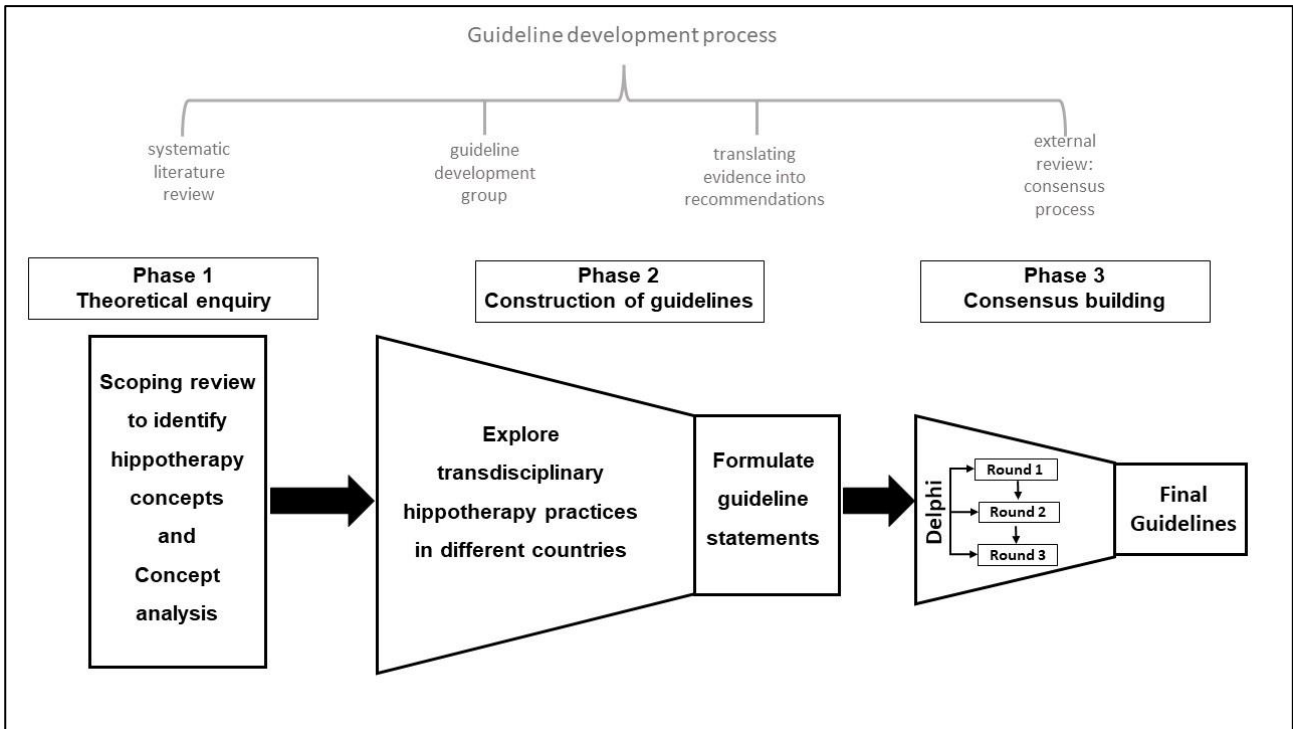 Guideline development process
systematic
literature
review
guideline
development
group
translating
evidence into
recommendations
external
review:
consensus
process
Phase 1
Theoretical enquiry
Phase 2
Construction of guidelines
Phase 3
Consensus building
Scoping review
to identify
hippotherapy
concepts
and
Concept
analysis
Explore
transdisciplinary
hippotherapy practices
in different countries
Formulate
guideline
statements
Delphi
Round 1
Round 2
Round 3
Final
Guidelines